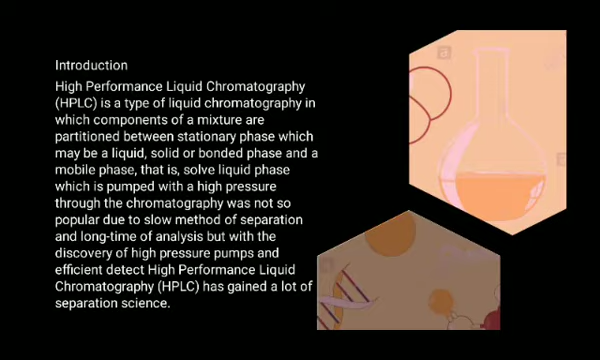 Introduction
High Performance Liquid Chromatography
(HPLC) is a type of liquid chromatography in
which components of a mixture are
partitioned between stationary phase which
may be a liquid, solid or bonded phase and a
mobile phase, that is, solve liquid phase
which is pumped with a high pressure
through the chromatography was not so
popular due to slow method of separation
and long-time of analysis but with the
discovery of high pressure pumps and
efficient detect High Performance Liquid
Chromatography (HPLC) has gained a lot of
separation science.